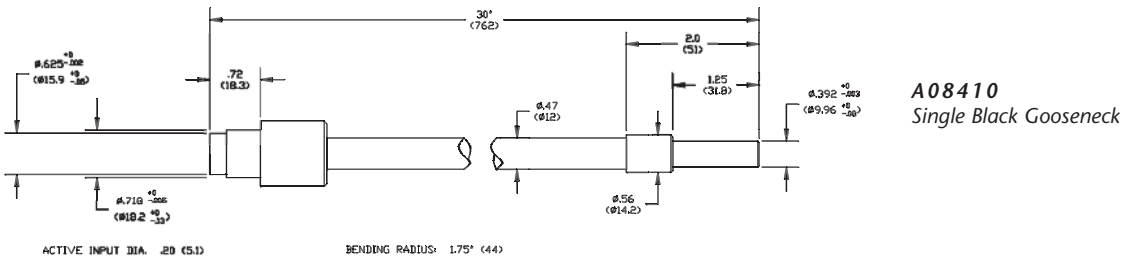 30"
(762)
2.0
(51)
Ø.625 +0 -.002
(Ø15.9 +0 -.05)
.72
(18.3)
1.25
(31.8)
Ø.47
(Ø12)
Ø.392 +0 -.003
(Ø9.96 +0 -.08)
A08410
Single Black Gooseneck
Ø.718 +0 -.005
(Ø18.2 +0 -.13)
Ø.56
(Ø14.2)
ACTIVE INPUT DIA. .20 (5.1)
BENDING RADIUS: 1.75" (44)